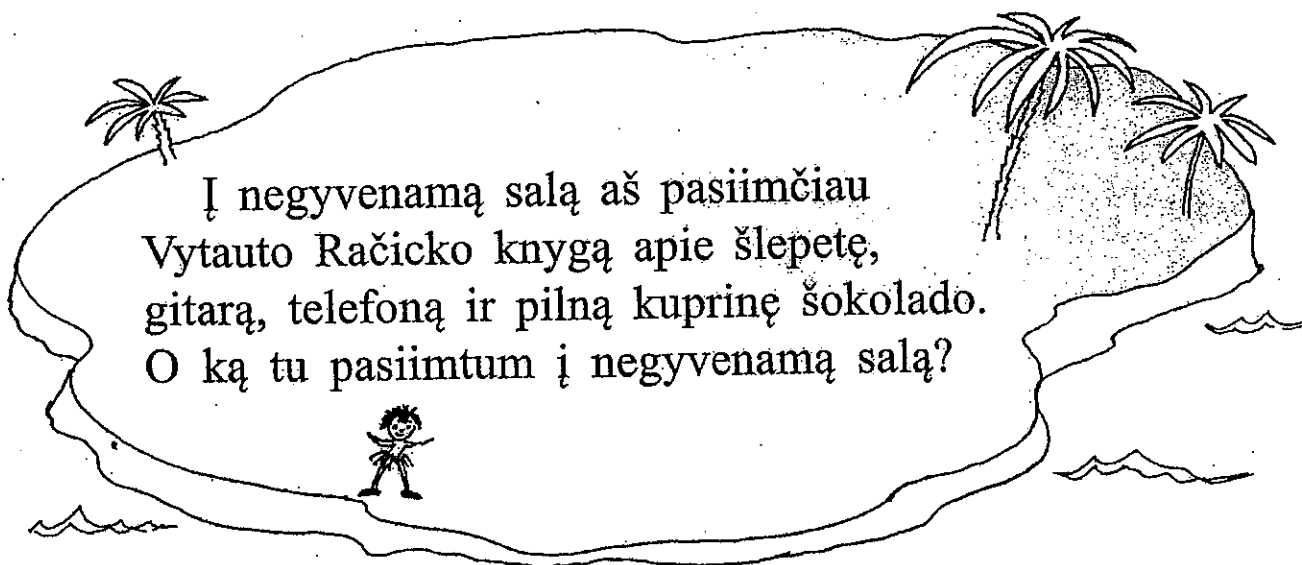 Į negyvenamą salą aš pasiimčiau
Vytauto Račicko knygą apie šlepetę,
gitarą, telefoną ir pilną kuprinę šokolado.
O ką tu pasiimtum į negyvenamą salą?